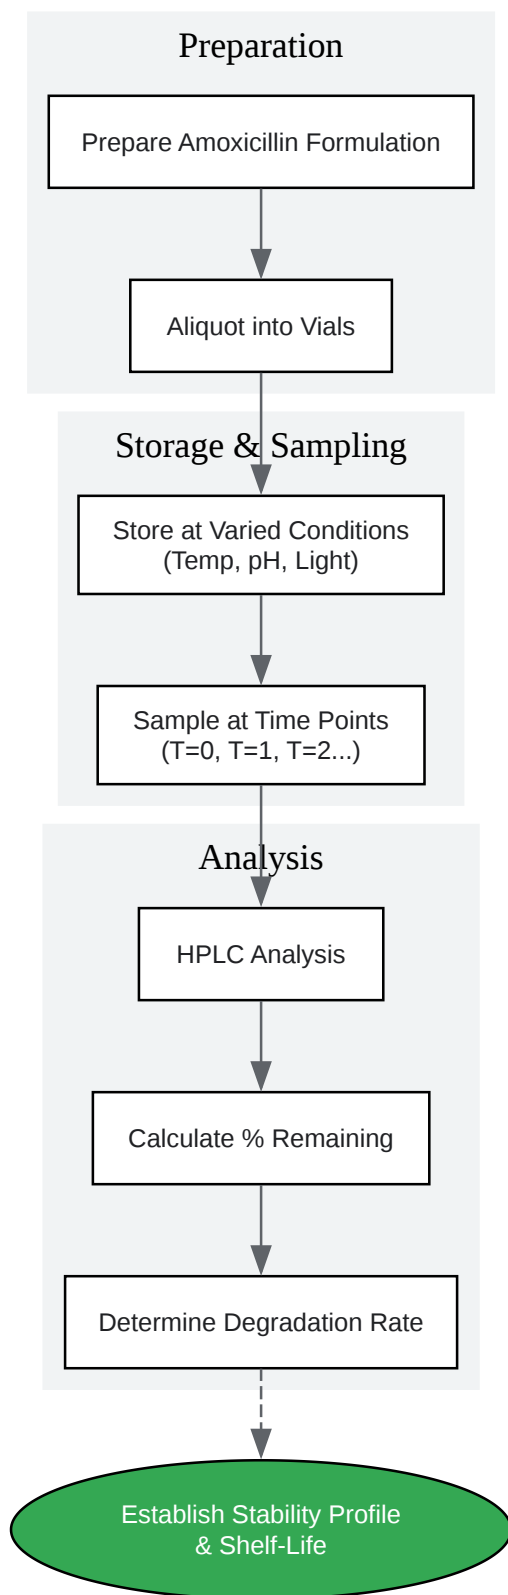 Preparation
Prepare Amoxicillin Formulation
Aliquot into Vials
Storage & Sampling
Store at Varied Conditions
(Temp, pH, Light)
Sample at Time Points
(T=0, T=1, T=2...)
Analysis
HPLC Analysis
Calculate % Remaining
Determine Degradation Rate
Establish Stability Profile
& Shelf-Life